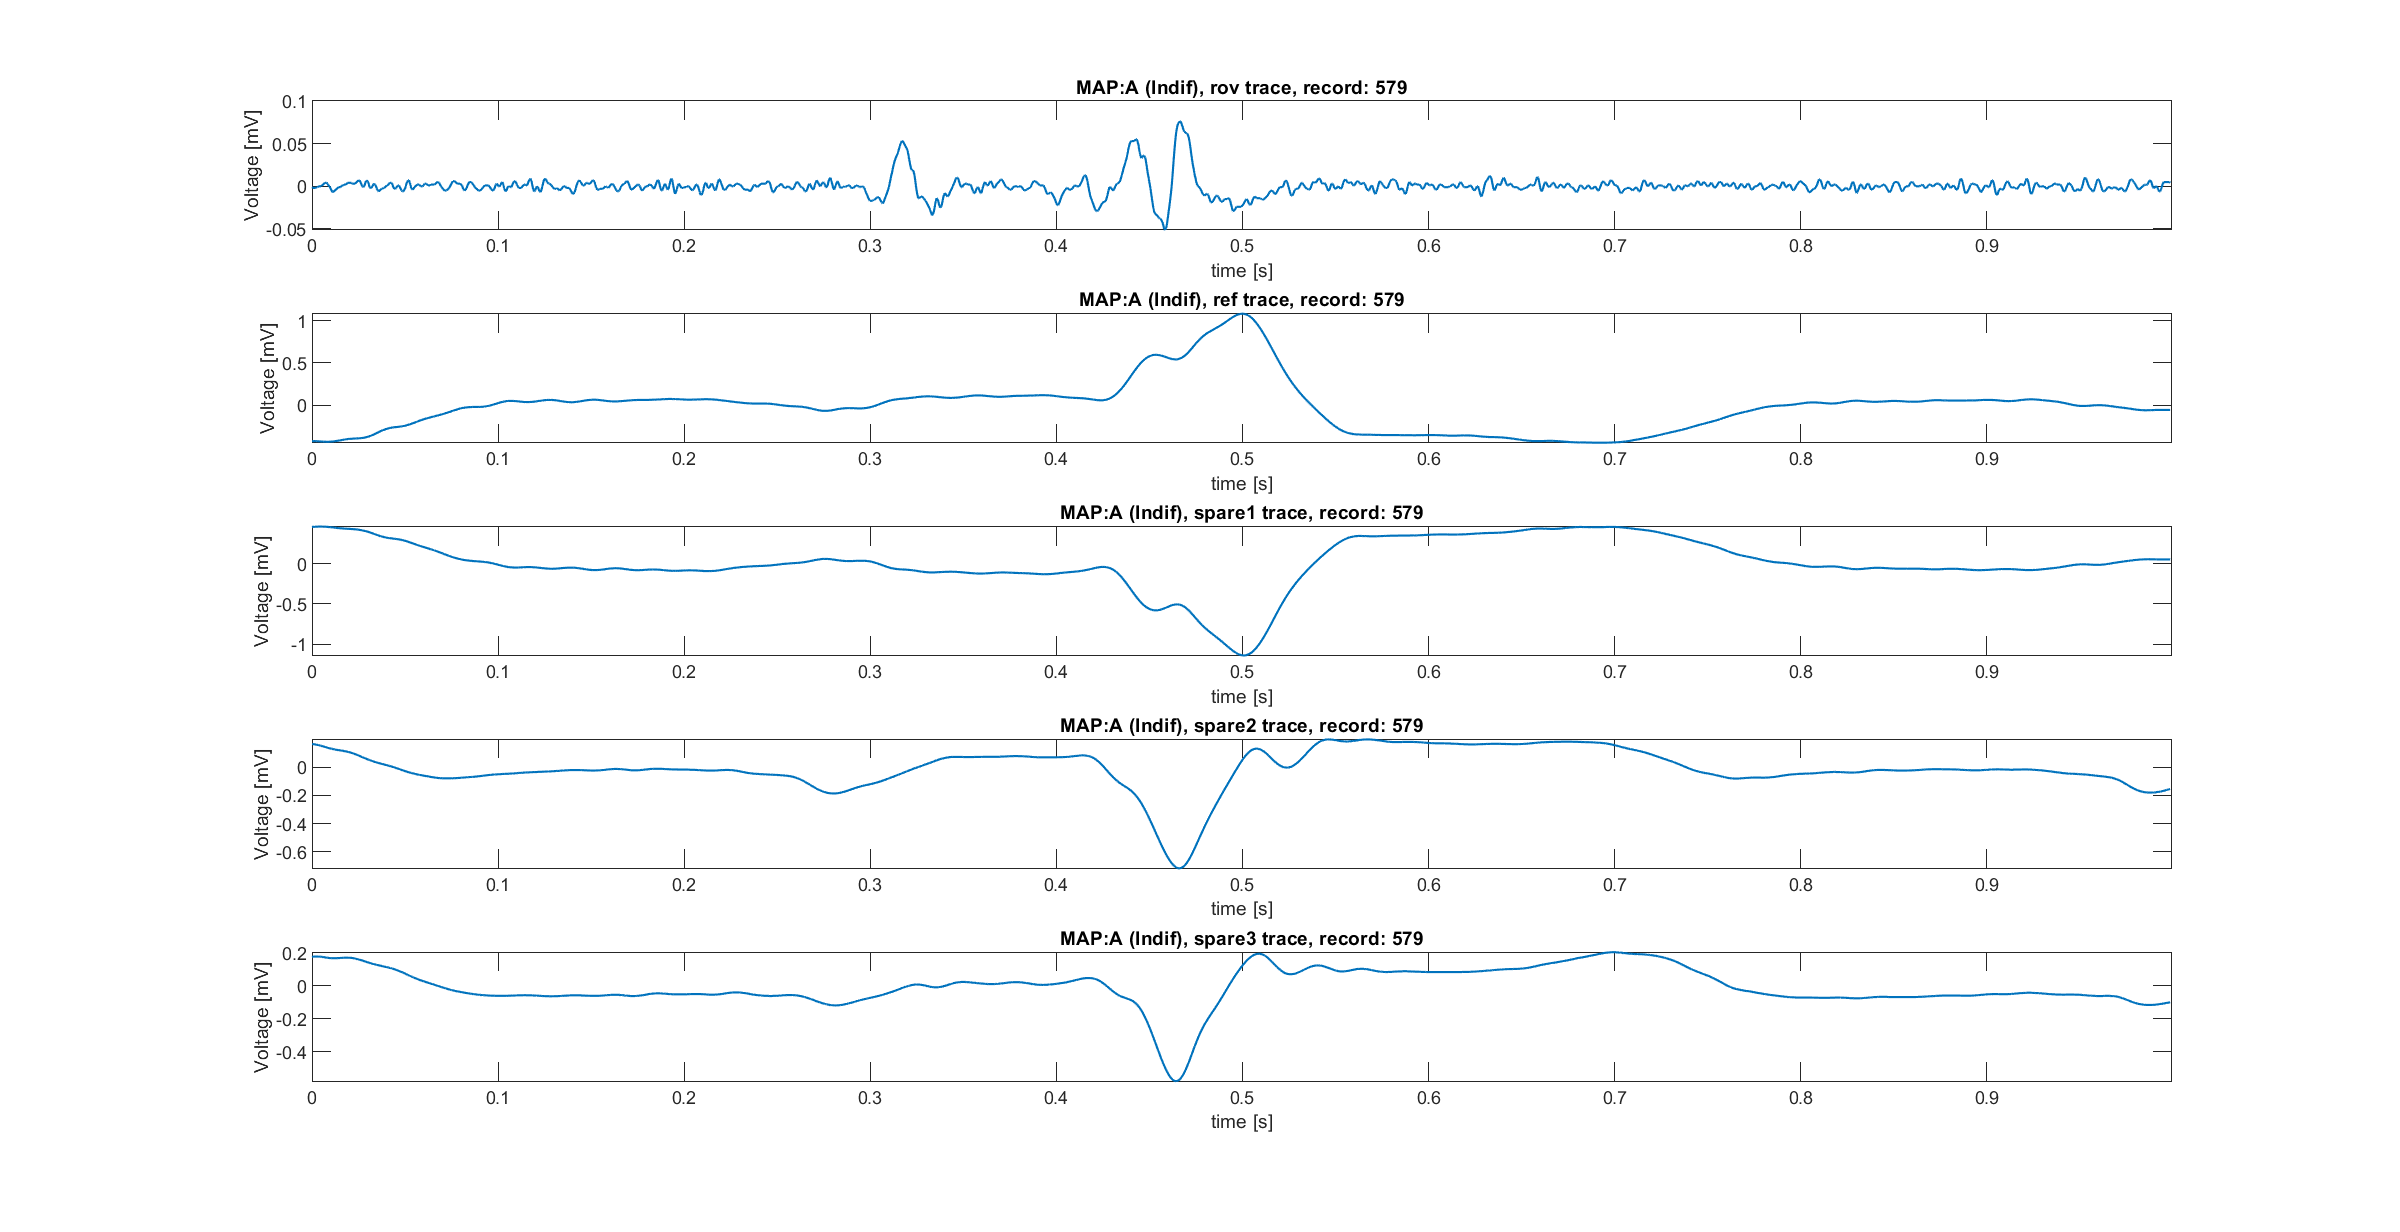 MAP:A (Indif), rov trace, record: 579
Voltage [mV]
0.1
0.05
0
-0.05
0 0.1 0.2 0.3 0.4 0.5 0.6 0.7 0.8 0.9
time [s]
MAP:A (Indif), ref trace, record: 579
Voltage [mV]
1
0.5
0
0 0.1 0.2 0.3 0.4 0.5 0.6 0.7 0.8 0.9
time [s]
MAP:A (Indif), spare1 trace, record: 579
Voltage [mV]
0
-0.5
-1
0 0.1 0.2 0.3 0.4 0.5 0.6 0.7 0.8 0.9
time [s]
MAP:A (Indif), spare2 trace, record: 579
Voltage [mV]
0
-0.2
-0.4
-0.6
0 0.1 0.2 0.3 0.4 0.5 0.6 0.7 0.8 0.9
time [s]
MAP:A (Indif), spare3 trace, record: 579
Voltage [mV]
0.2
0
-0.2
-0.4
0 0.1 0.2 0.3 0.4 0.5 0.6 0.7 0.8 0.9
time [s]